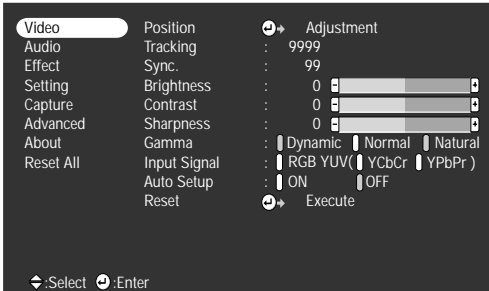 Video Position Adjustment
Audio Tracking : 9999
Effect Sync. : 99
Setting Brightness : 0 - +
Capture Contrast : 0 - +
Advanced Sharpness : 0 - +
About Gamma : Dynamic Normal Natural
Reset All Input Signal : RGB YUV( YCbCr YPbPr )
Auto Setup : ON OFF
Reset Execute
:Select :Enter